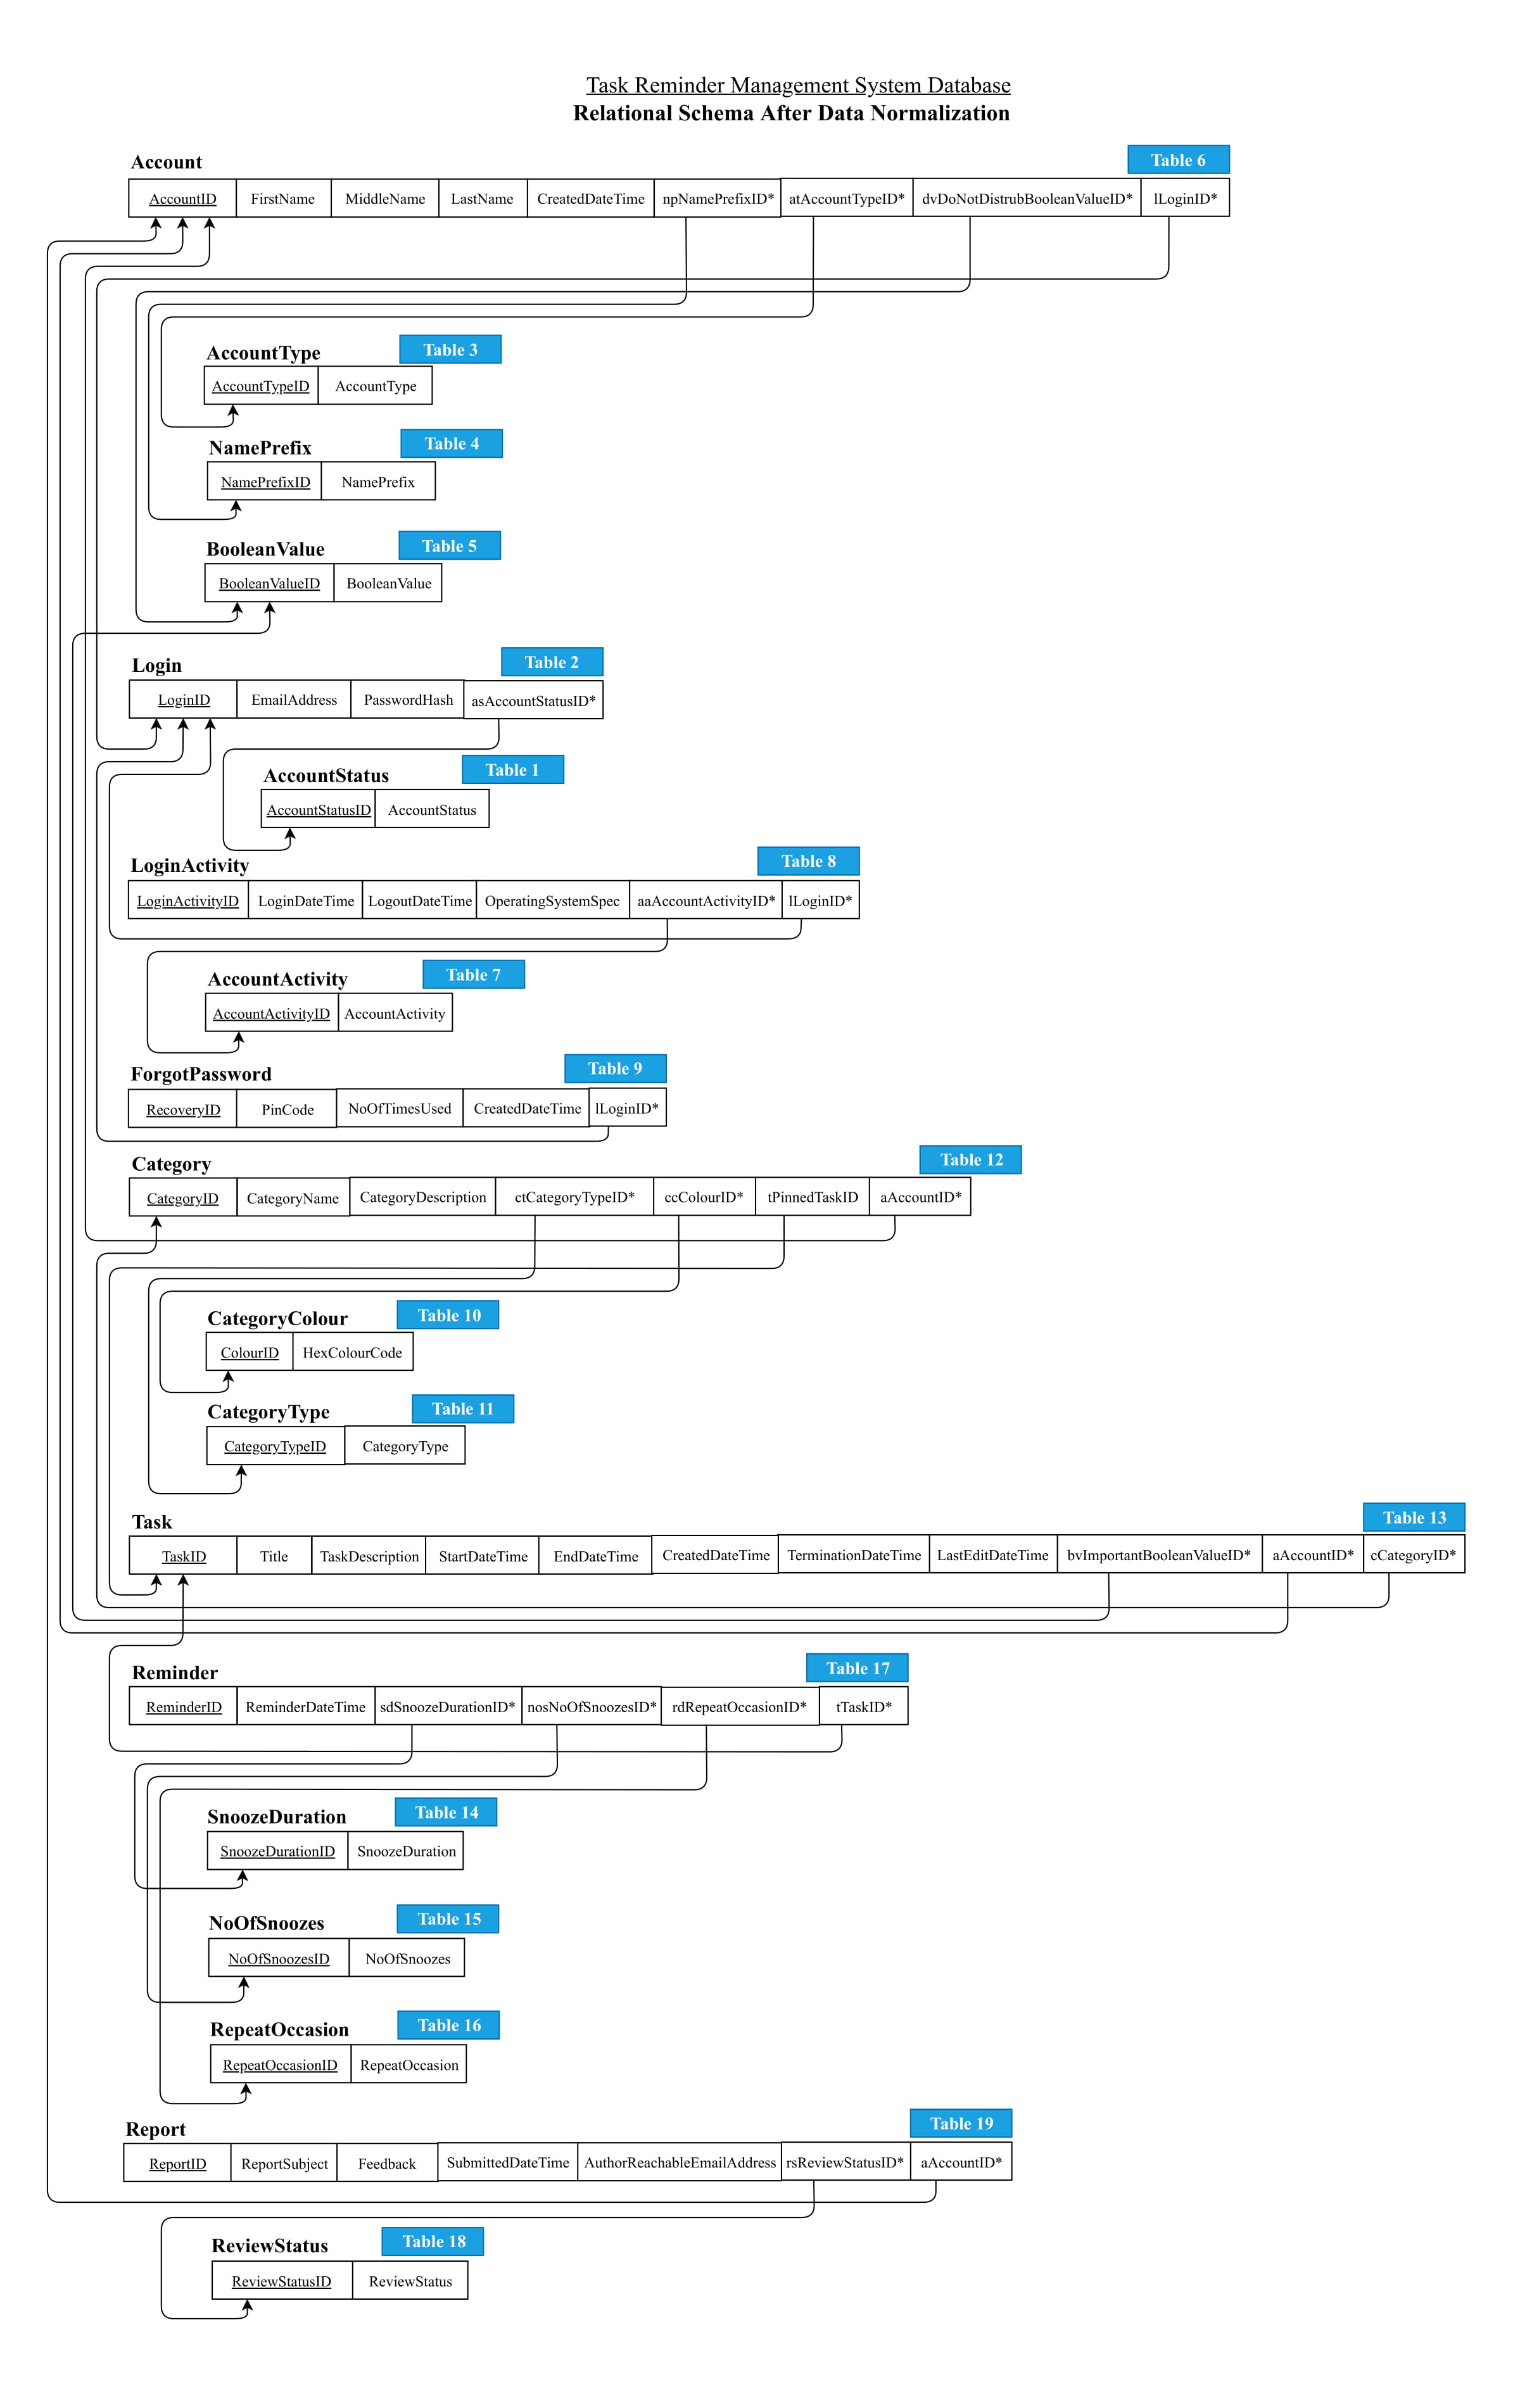 Task Reminder Management System Database
Relational Schema After Data Normalization
Account
Table 6
AccountID FirstName MiddleName LastName CreatedDateTime npNamePrefixID* atAccountTypeID* dvDoNotDistrubBooleanValueID* lLoginID*
AccountType
Table 3
AccountTypeID AccountType
NamePrefix
Table 4
NamePrefixID NamePrefix
BooleanValue
Table 5
BooleanValueID BooleanValue
Login
Table 2
LoginID EmailAddress PasswordHash asAccountStatusID*
AccountStatus
Table 1
AccountStatusID AccountStatus
LoginActivity
Table 8
LoginActivityID LoginDateTime LogoutDateTime OperatingSystemSpec aaAccountActivityID* lLoginID*
AccountActivity
Table 7
AccountActivityID AccountActivity
ForgotPassword
Table 9
RecoveryID PinCode NoOfTimesUsed CreatedDateTime lLoginID*
Category
Table 12
CategoryID CategoryName CategoryDescription ctCategoryTypeID* ccColourID* tPinnedTaskID aAccountID*
CategoryColour
Table 10
ColourID HexColourCode
CategoryType
Table 11
CategoryTypeID CategoryType
Task
Table 13
TaskID Title TaskDescription StartDateTime EndDateTime CreatedDateTime TerminationDateTime LastEditDateTime bvImportantBooleanValueID* aAccountID* cCategoryID*
Reminder
Table 17
ReminderID ReminderDateTime sdSnoozeDurationID* nosNoOfSnoozesID* rdRepeatOccasionID* tTaskID*
SnoozeDuration
Table 14
SnoozeDurationID SnoozeDuration
NoOfSnoozes
Table 15
NoOfSnoozesID NoOfSnoozes
RepeatOccasion
Table 16
RepeatOccasionID RepeatOccasion
Report
Table 19
ReportID ReportSubject Feedback SubmittedDateTime AuthorReachableEmailAddress rsReviewStatusID* aAccountID*
ReviewStatus
Table 18
ReviewStatusID ReviewStatus